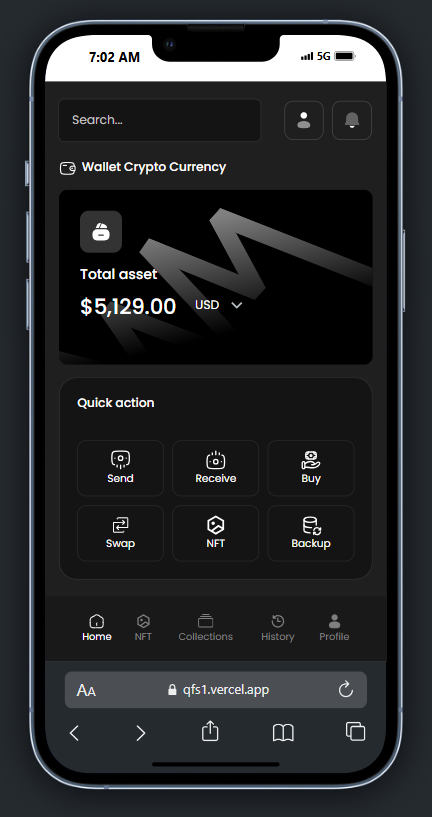 7:02 AM 5G
Search...
Wallet Crypto Currency
Total asset
$5,129.00 USD
Quick action
Send Receive Buy
Swap NFT Backup
Home NFT Collections History Profile
AA qfs1.vercel.app